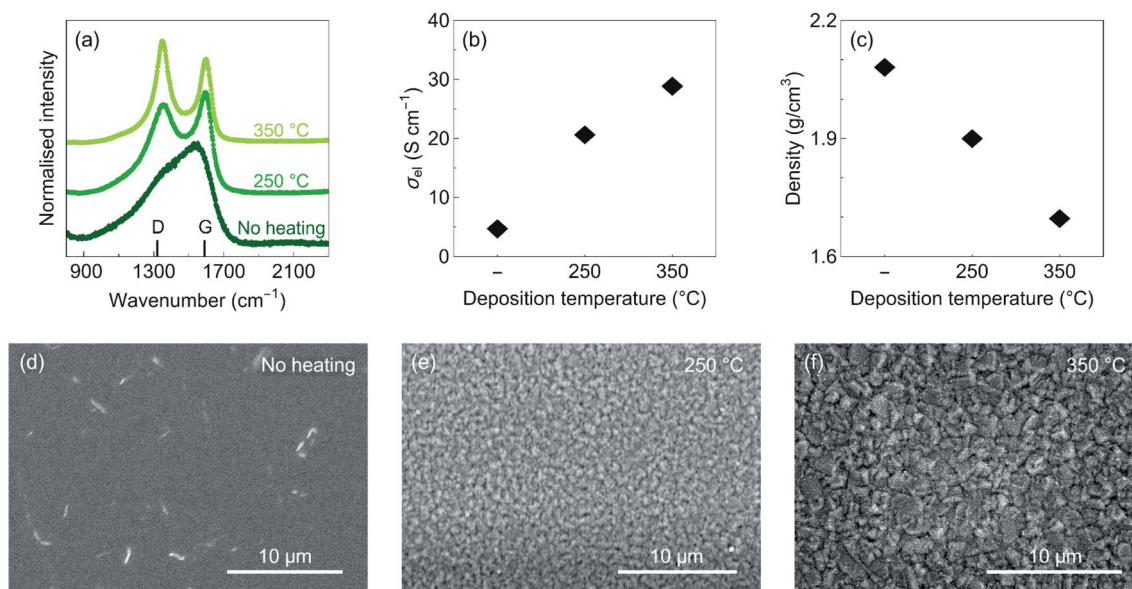 (a)
Normalised intensity
350 °C
250 °C
No heating
D G
900 1300 1700 2100
Wavenumber (cm⁻¹)
(b)
σel (S cm⁻¹)
40
30
20
10
0
– 250 350
Deposition temperature (°C)
(c)
Density (g/cm³)
2.2
1.9
1.6
– 250 350
Deposition temperature (°C)
(d) No heating
10 µm
(e) 250 °C
10 µm
(f) 350 °C
10 µm